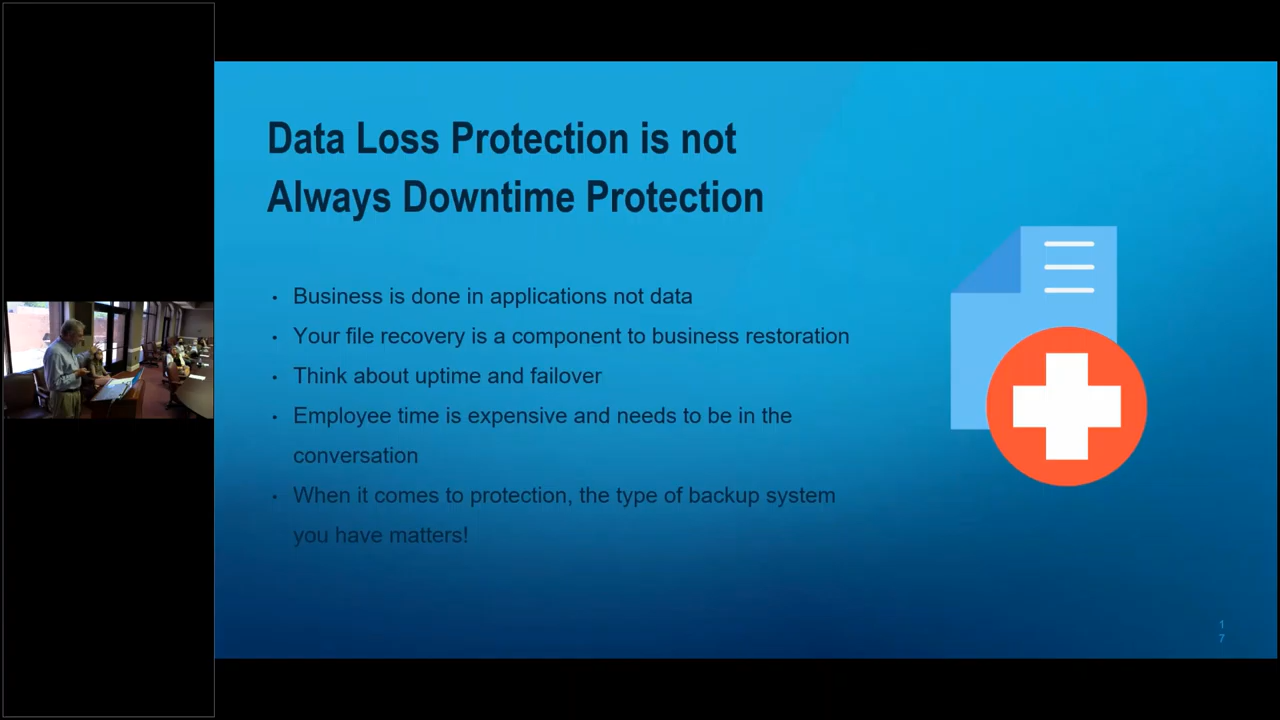 Data Loss Protection is not
Always Downtime Protection
• Business is done in applications not data
• Your file recovery is a component to business restoration
• Think about uptime and failover
• Employee time is expensive and needs to be in the
conversation
• When it comes to protection, the type of backup system
you have matters!
1
7